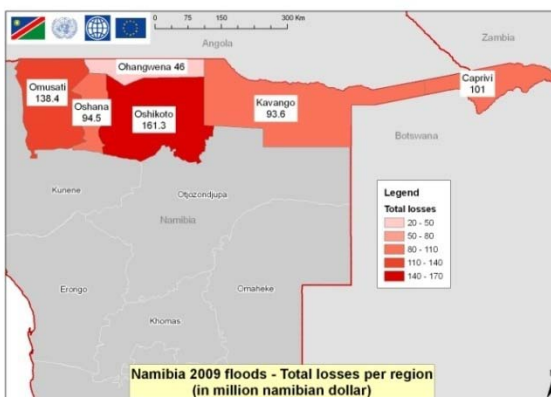 0 75 150 300 Km
Angola
Zambia
Ohangwena 46
Omusati
138.4
Oshana
94.5
Oshikoto
161.3
Kavango
93.6
Caprivi
101
Botswana
Kunene
Otjozondjupa
Namibia
Legend
Total losses
20 - 50
50 - 80
80 - 110
110 - 140
140 - 170
Erongo
Omaheke
Khomas
Namibia 2009 floods - Total losses per region
(in million namibian dollar)